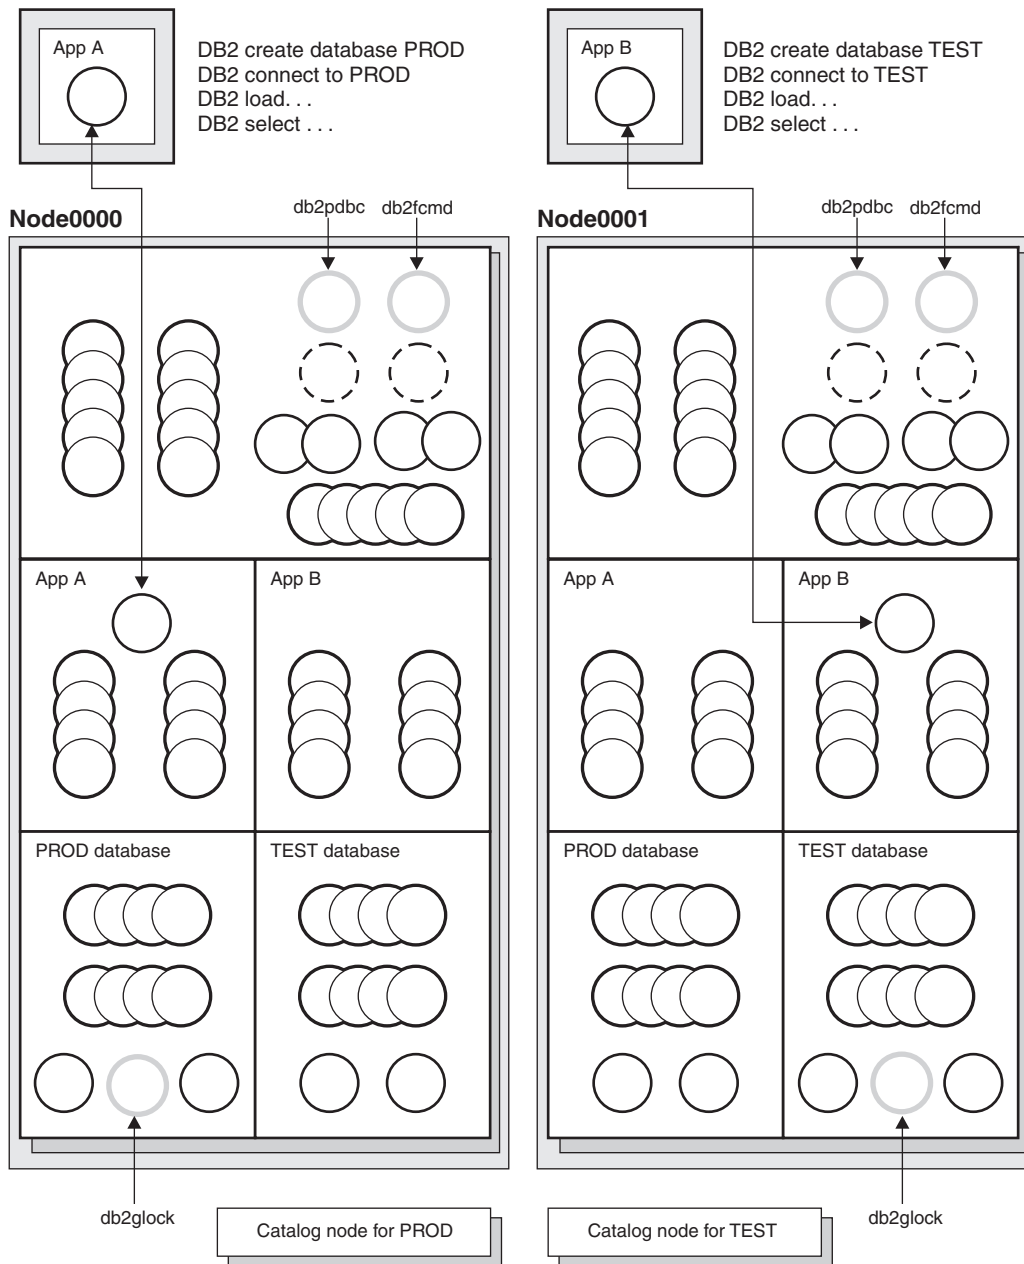 App A
DB2 create database PROD
DB2 connect to PROD
DB2 load. . .
DB2 select . . .
App B
DB2 create database TEST
DB2 connect to TEST
DB2 load. . .
DB2 select . . .
Node0000
db2pdbc
db2fcmd
Node0001
db2pdbc
db2fcmd
App A
App B
App A
App B
PROD database
TEST database
PROD database
TEST database
db2glock
Catalog node for PROD
Catalog node for TEST
db2glock